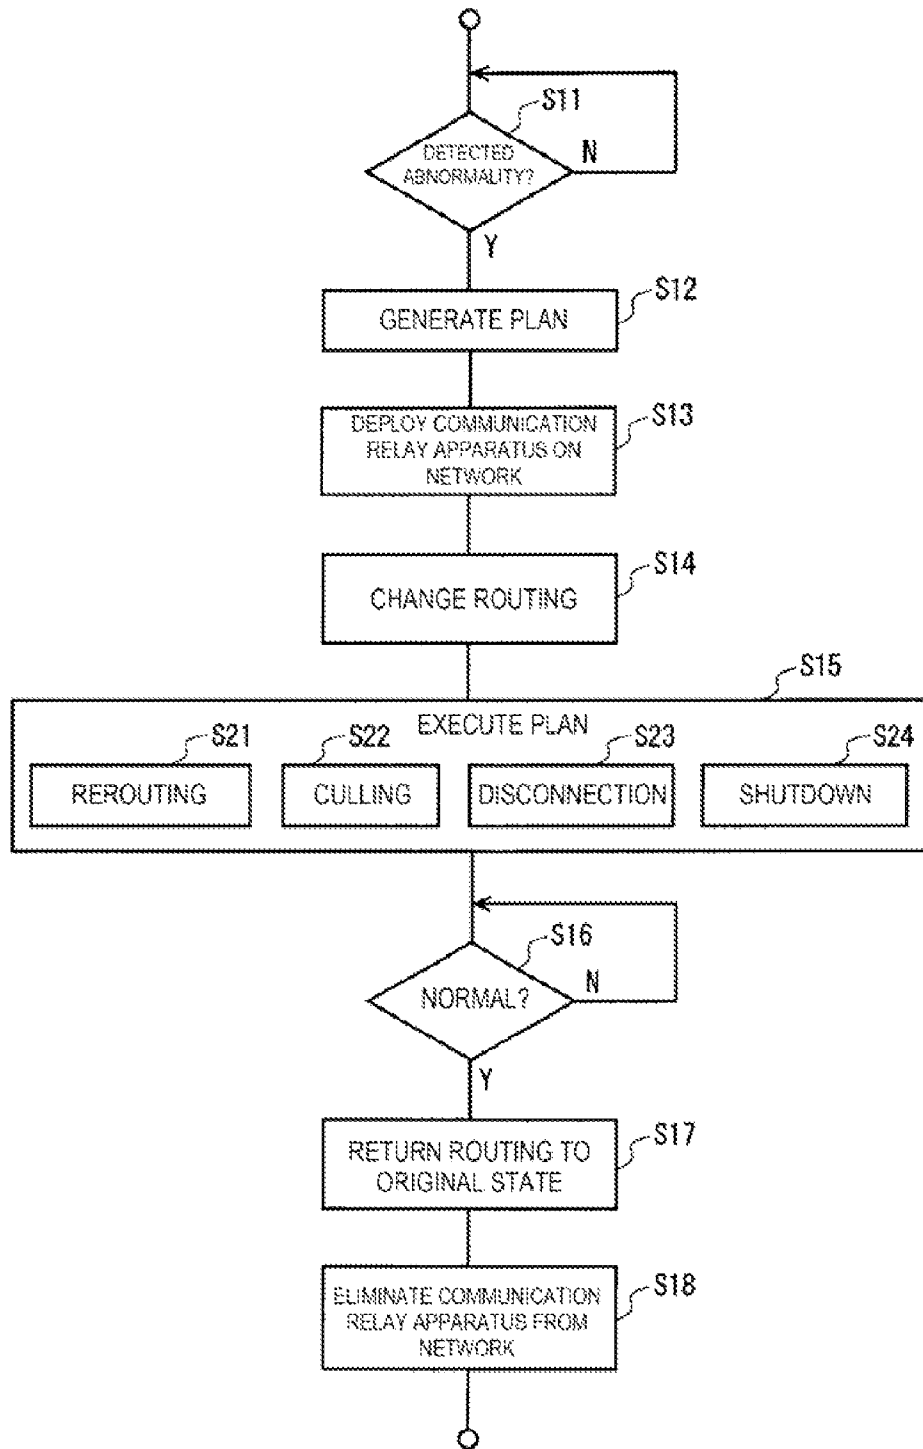 S11
DETECTED
ABNORMALITY?
N
Y
S12
GENERATE PLAN
S13
DEPLOY COMMUNICATION
RELAY APPARATUS ON
NETWORK
S14
CHANGE ROUTING
S15
EXECUTE PLAN
S21
S22
S23
S24
REROUTING
CULLING
DISCONNECTION
SHUTDOWN
S16
NORMAL?
N
Y
S17
RETURN ROUTING TO
ORIGINAL STATE
S18
ELIMINATE COMMUNICATION
RELAY APPARATUS FROM
NETWORK